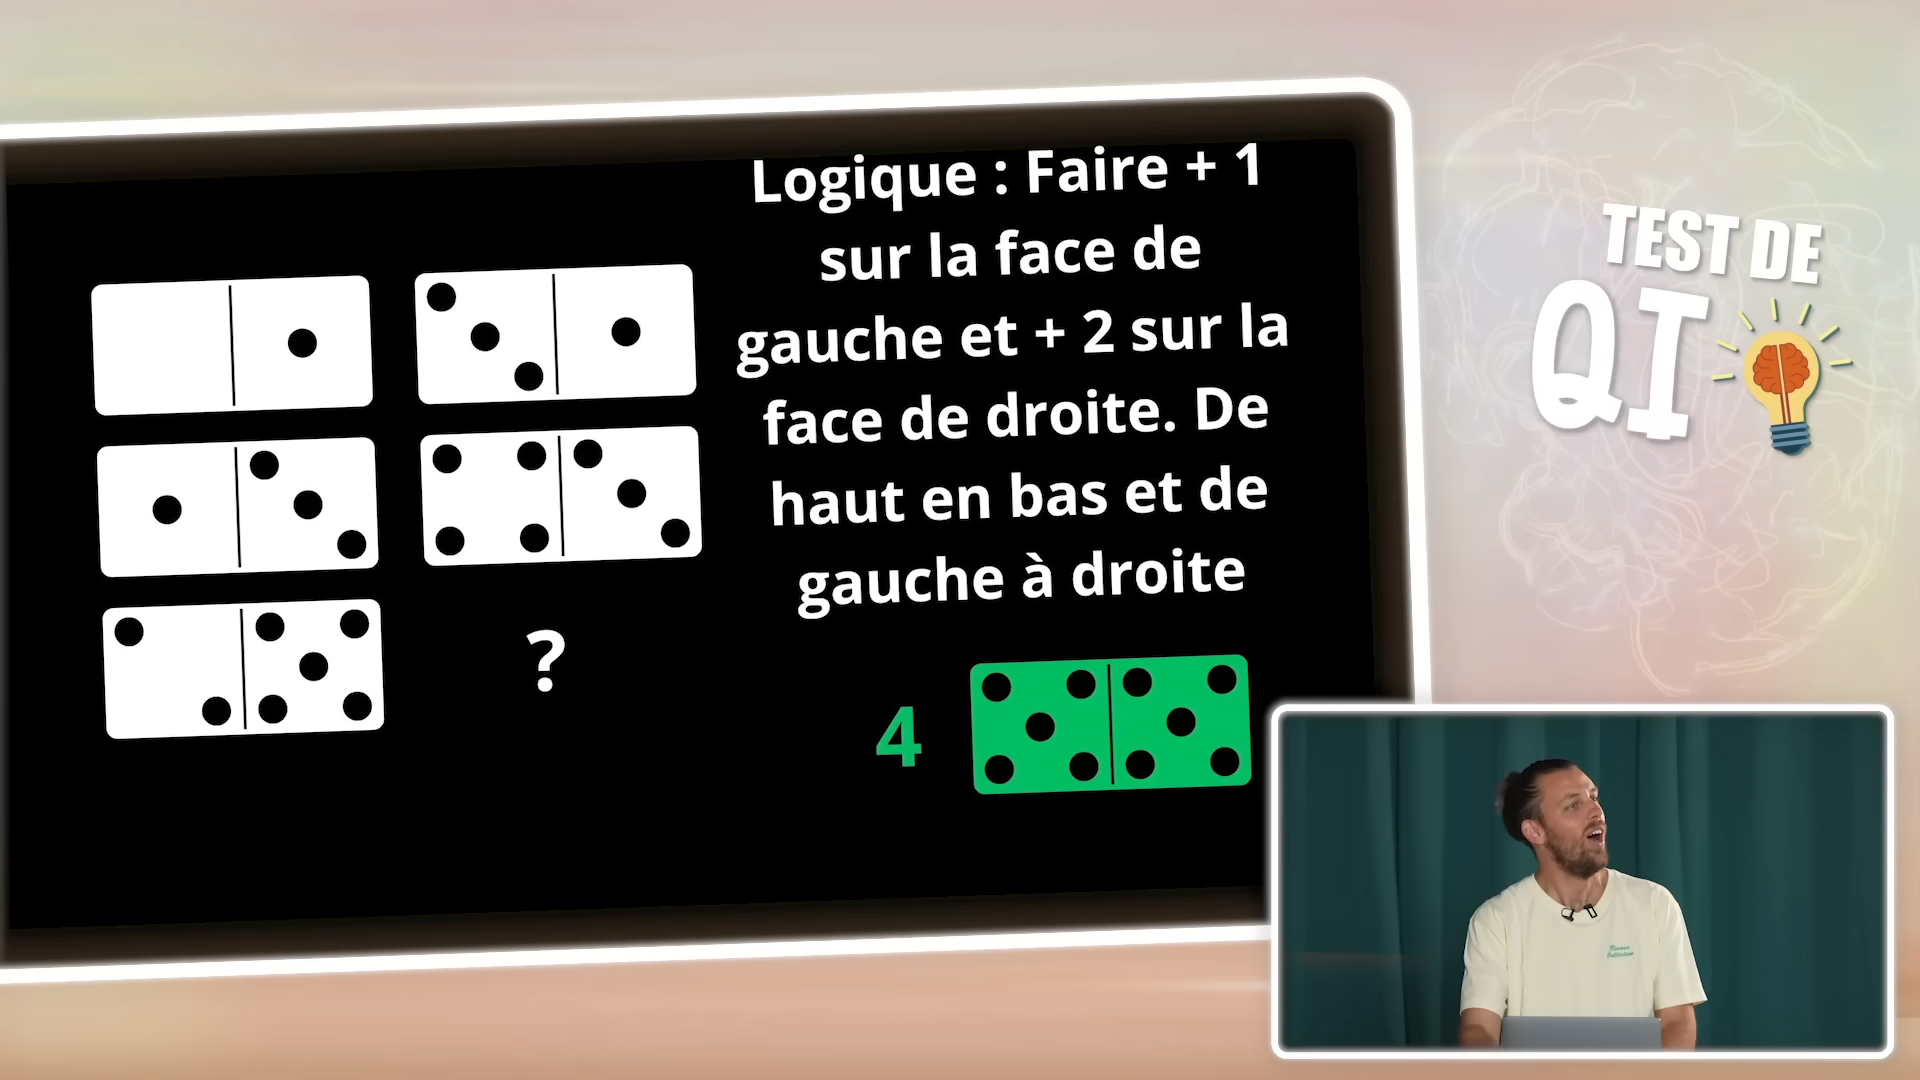 Logique : Faire + 1
sur la face de
gauche et + 2 sur la
face de droite. De
haut en bas et de
gauche à droite
?
4
TEST DE
QI